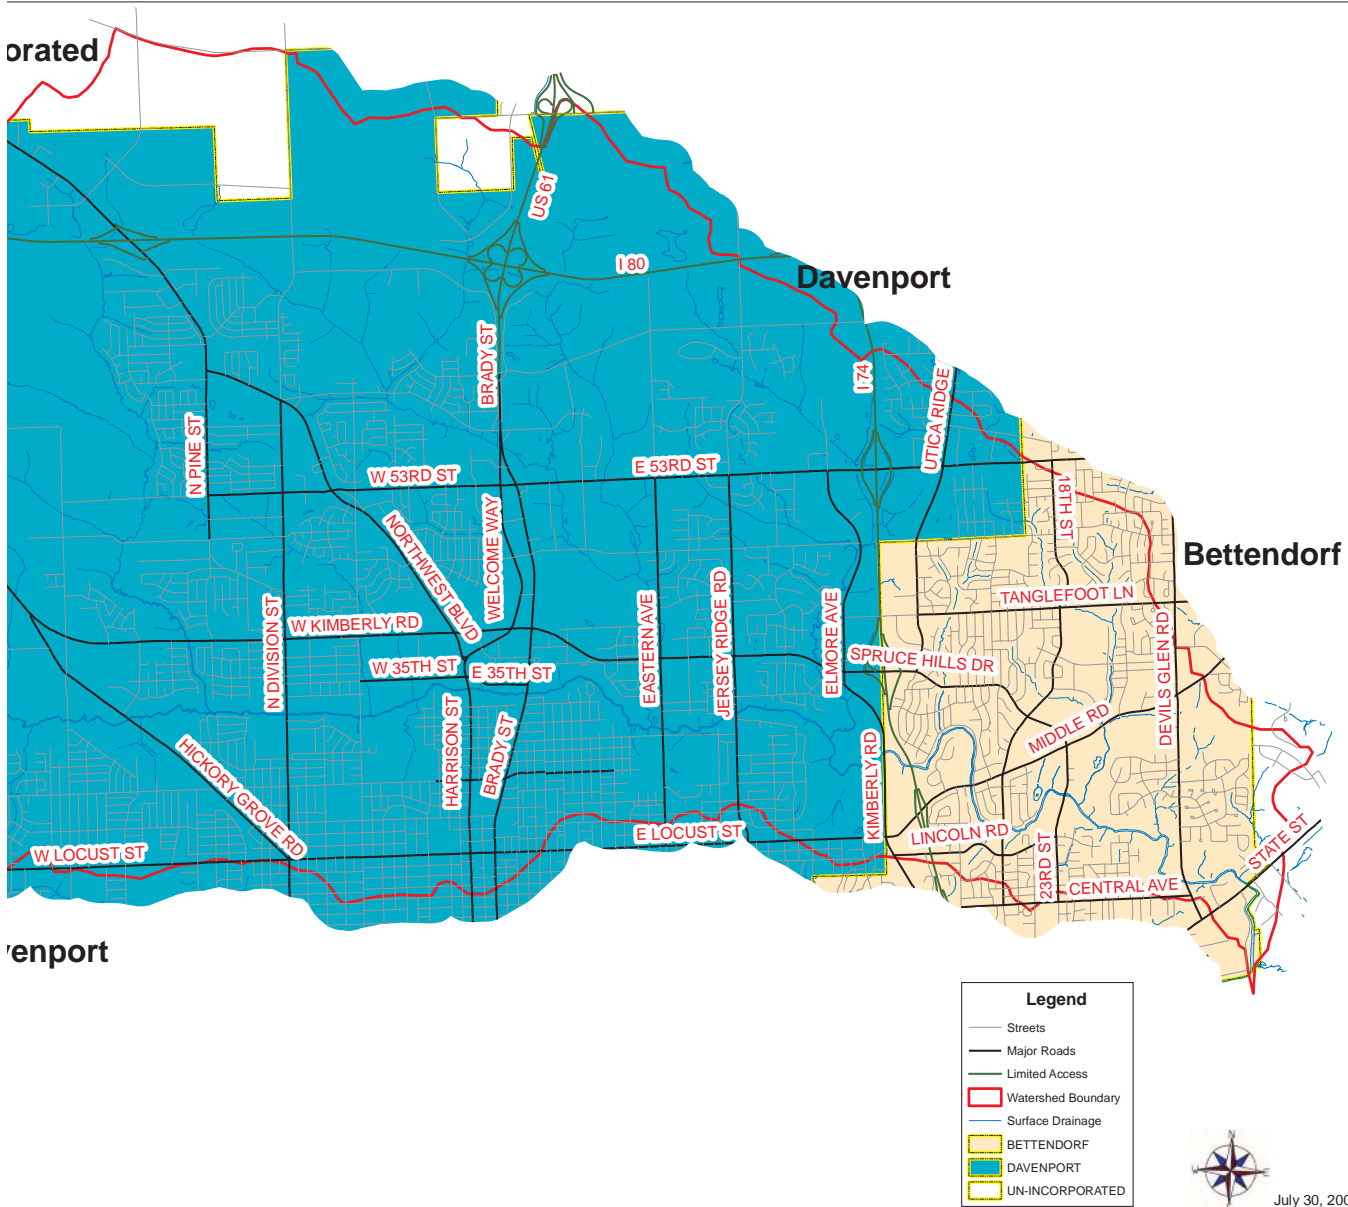 orated
US 61
I 80
Davenport
BRADY ST
I 74
UTICA RIDGE
N PINE ST
W 53RD ST
E 53RD ST
18TH ST
NORTHWEST BLVD
WELCOME WAY
Bettendorf
N DIVISION ST
W KIMBERLY RD
EASTERN AVE
JERSEY RIDGE RD
ELMORE AVE
TANGLEFOOT LN
DEVILS GLEN RD
W 35TH ST
E 35TH ST
SPRUCE HILLS DR
HARRISON ST
BRADY ST
MIDDLE RD
HICKORY GROVE RD
KIMBERLY RD
W LOCUST ST
E LOCUST ST
LINCOLN RD
23RD ST
STATE ST
CENTRAL AVE
venport
Legend
Streets
Major Roads
Limited Access
Watershed Boundary
Surface Drainage
BETTENDORF
DAVENPORT
UN-INCORPORATED
N
W
E
July 30, 200